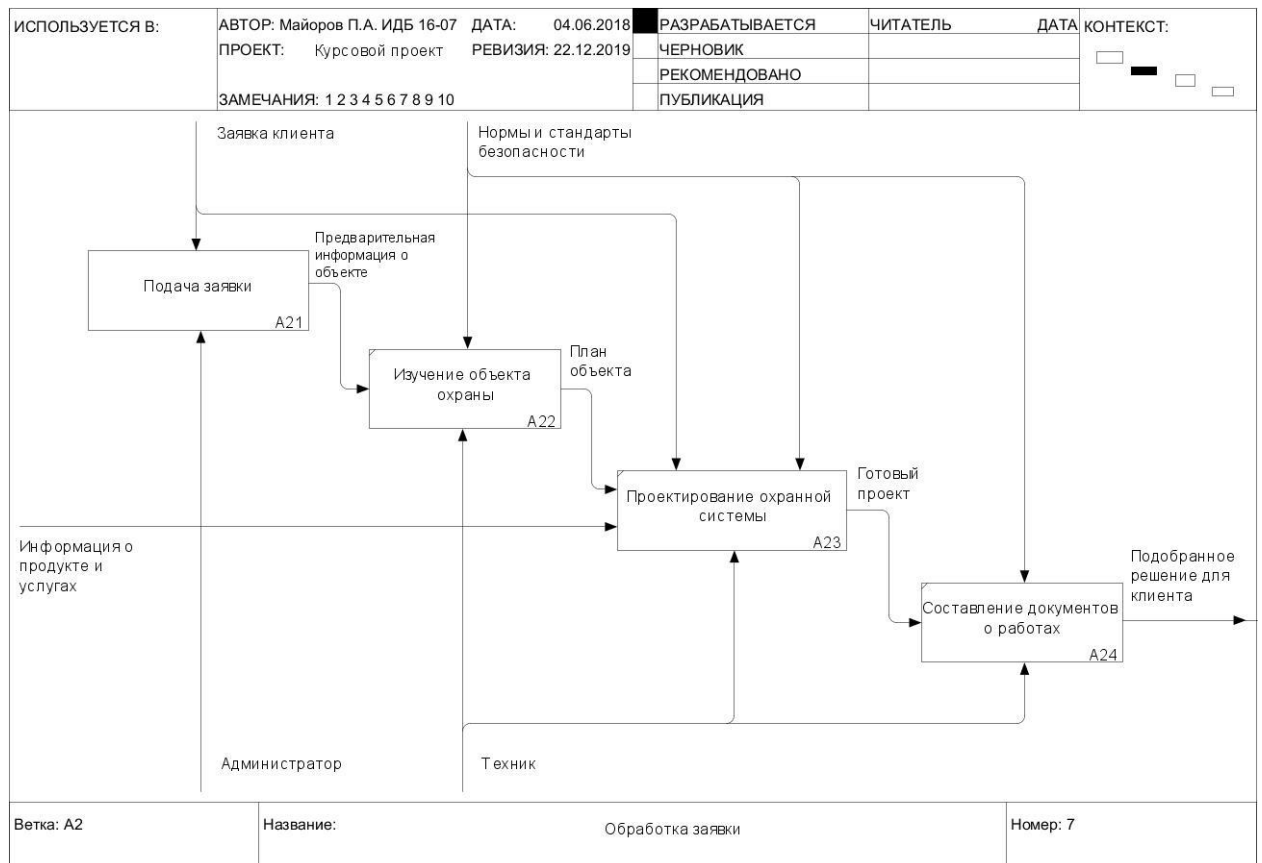 ИСПОЛЬЗУЕТСЯ В:
АВТОР: Майоров П.А. ИДБ 16-07 ДАТА: 04.06.2018
ПРОЕКТ: Курсовой проект РЕВИЗИЯ: 22.12.2019
ЗАМЕЧАНИЯ: 1 2 3 4 5 6 7 8 9 10
РАЗРАБАТЫВАЕТСЯ
ЧЕРНОВИК
РЕКОМЕНДОВАНО
ПУБЛИКАЦИЯ
ЧИТАТЕЛЬ ДАТА
КОНТЕКСТ:
Заявка клиента
Нормы и стандарты
безопасности
Предварительная
информация о
объекте
Подача заявки
A21
План
объекта
Изучение объекта
охраны
A22
Готовый
проект
Проектирование охранной
системы
A23
Информация о
продукте и
услугах
Подобранное
решение для
клиента
Составление документов
о работах
A24
Администратор
Техник
Ветка: A2
Название:
Обработка заявки
Номер: 7